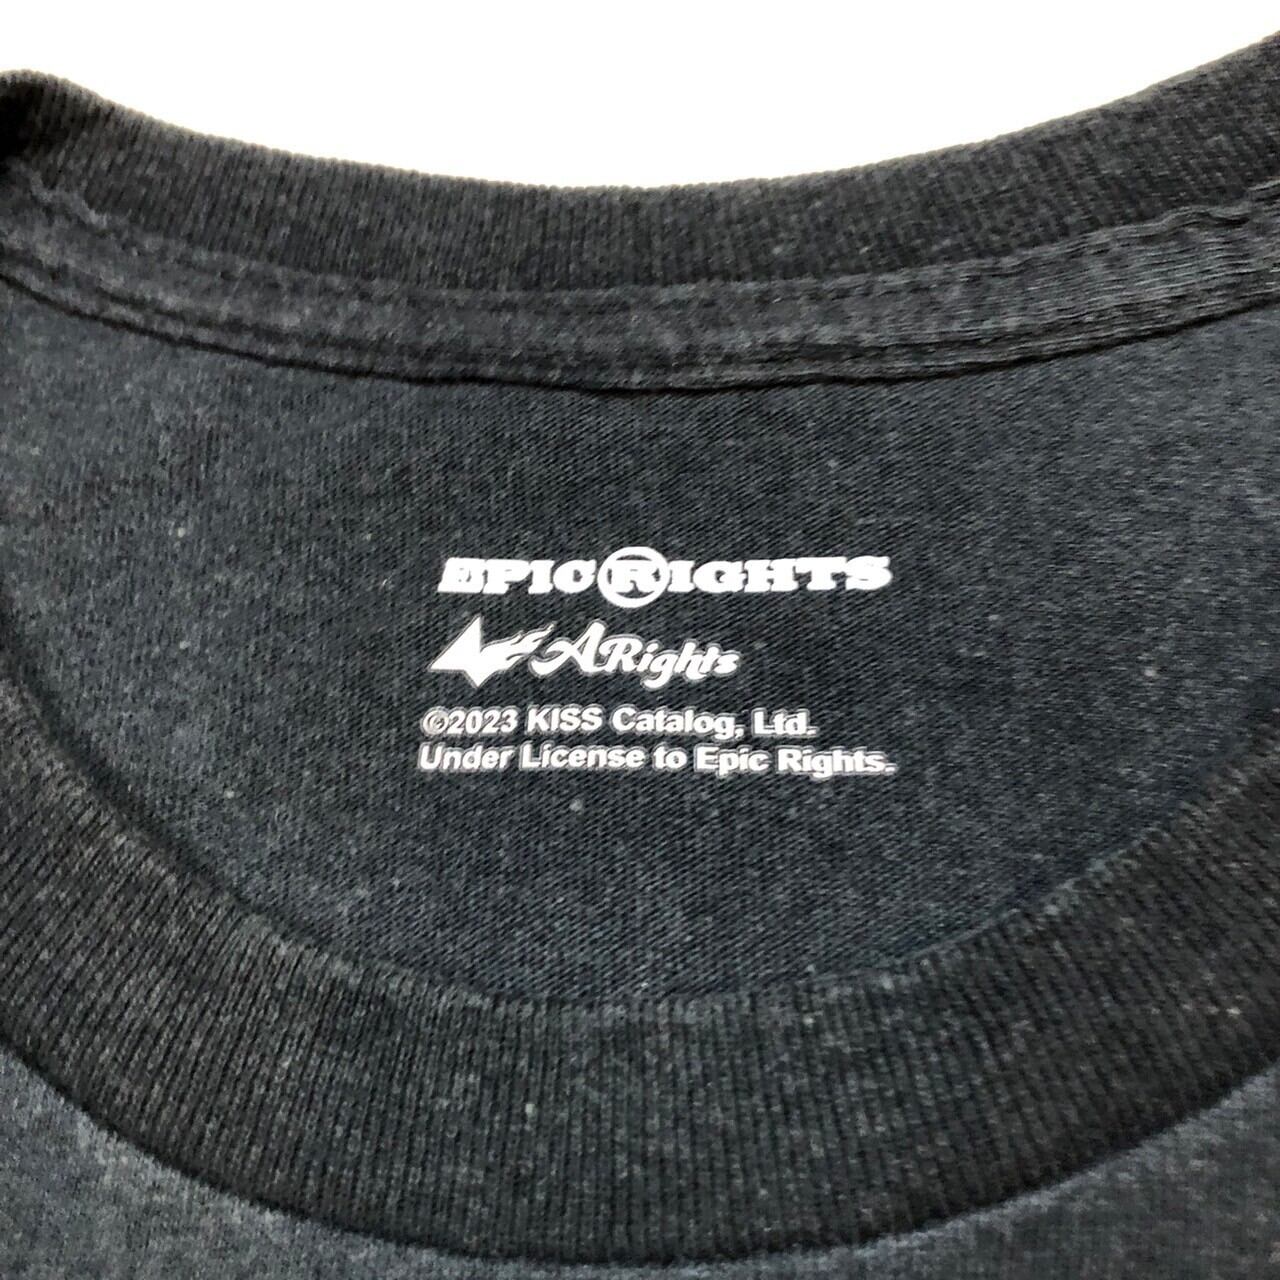 EPIC RIGHTS
ARights
©2023 KISS Catalog, Ltd.
Under License to Epic Rights.